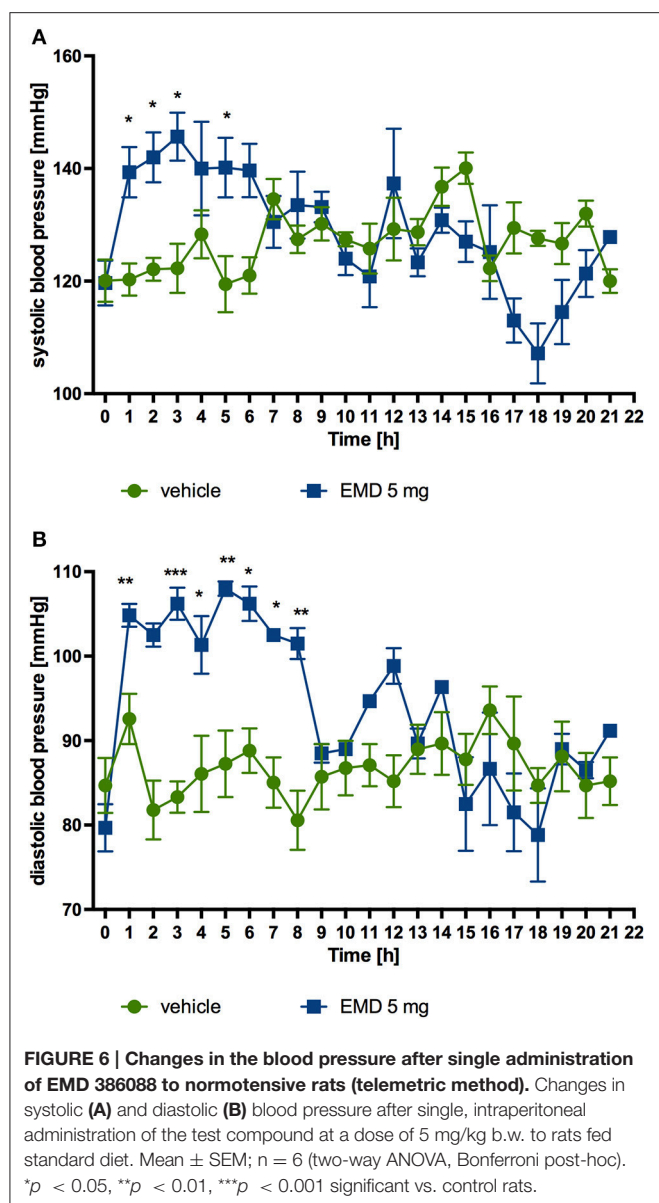 A
systolic blood pressure [mmHg]
160
140
120
100
* * * *
0 1 2 3 4 5 6 7 8 9 10 11 12 13 14 15 16 17 18 19 20 21 22
Time [h]
vehicle EMD 5 mg
B
diastolic blood pressure [mmHg]
110
100
90
80
70
** *** * ** * * **
0 1 2 3 4 5 6 7 8 9 10 11 12 13 14 15 16 17 18 19 20 21 22
Time [h]
vehicle EMD 5 mg
FIGURE 6 | Changes in the blood pressure after single administration
of EMD 386088 to normotensive rats (telemetric method). Changes in
systolic (A) and diastolic (B) blood pressure after single, intraperitoneal
administration of the test compound at a dose of 5 mg/kg b.w. to rats fed
standard diet. Mean ± SEM; n = 6 (two-way ANOVA, Bonferroni post-hoc).
*p < 0.05, **p < 0.01, ***p < 0.001 significant vs. control rats.